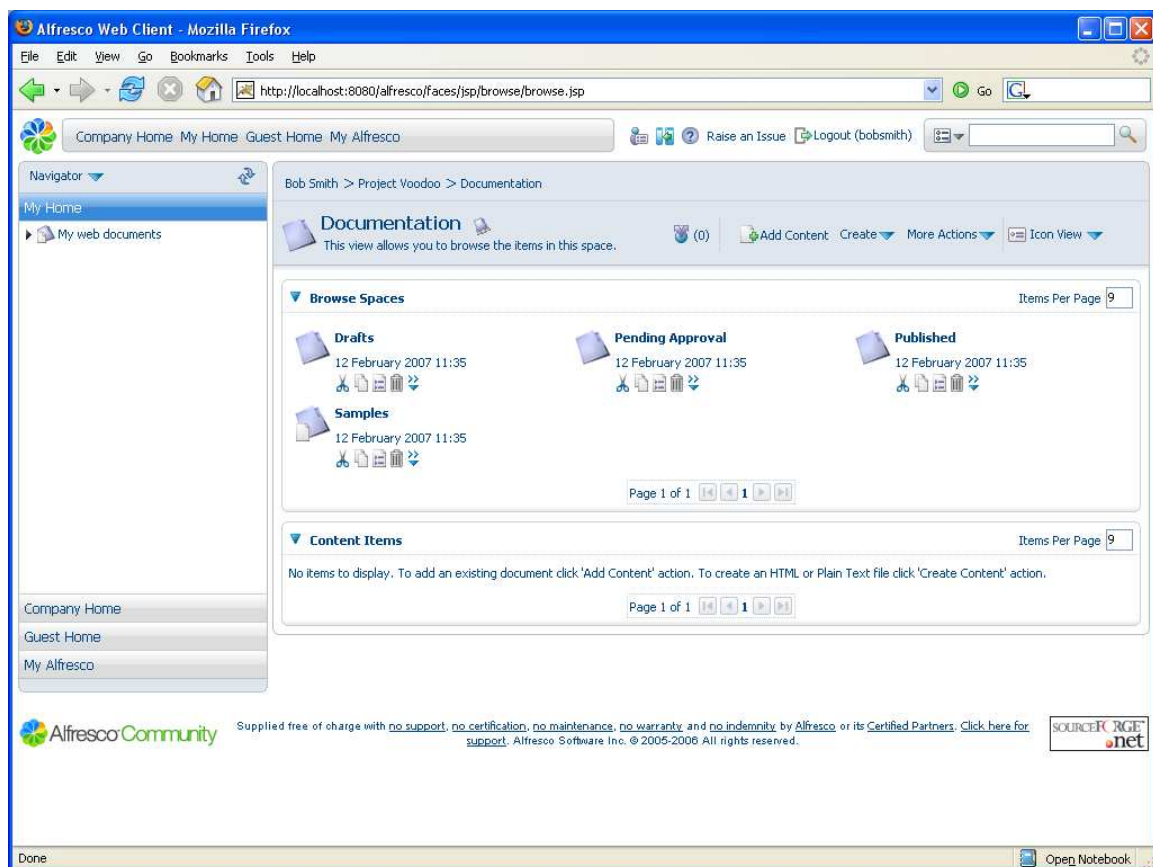 Alfresco Web Client - Mozilla Firefox
File Edit View Go Bookmarks Tools Help
http://localhost:8080/alfresco/faces/jsp/browse/browse.jsp Go G
Company Home My Home Guest Home My Alfresco Raise an Issue Logout (bobsmith)
Navigator
My Home
My web documents
Company Home
Guest Home
My Alfresco
Bob Smith > Project Voodoo > Documentation
Documentation
This view allows you to browse the items in this space.
(0) Add Content Create More Actions Icon View
Browse Spaces Items Per Page 9
Drafts Pending Approval Published
12 February 2007 11:35 12 February 2007 11:35 12 February 2007 11:35
Samples
12 February 2007 11:35
Page 1 of 1 1
Content Items Items Per Page 9
No items to display. To add an existing document click 'Add Content' action. To create an HTML or Plain Text file click 'Create Content' action.
Page 1 of 1 1
Alfresco Community
Supplied free of charge with no support, no certification, no maintenance, no warranty and no indemnity by Alfresco or its Certified Partners. Click here for
support. Alfresco Software Inc. © 2005-2006 All rights reserved.
SOURCEFORGE
.net
Done Open Notebook